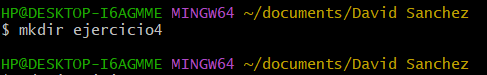 HP@DESKTOP-I6AGMME MINGW64 ~/documents/David Sanchez
$ mkdir ejercicio4
HP@DESKTOP-I6AGMME MINGW64 ~/documents/David Sanchez